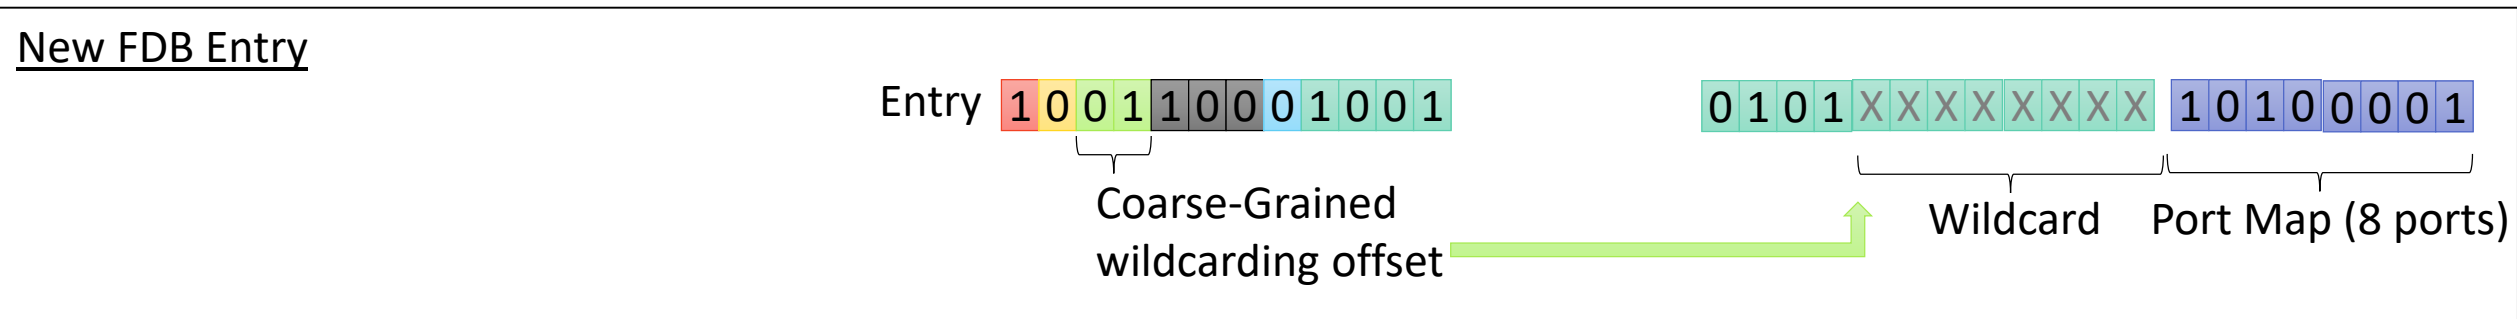 New FDB Entry
Entry 1 0 0 1 1 0 0 0 1 0 0 1 0 1 0 1 X X X X X X X X 1 0 1 0 0 0 0 1
Coarse-Grained
wildcarding offset
Wildcard
Port Map (8 ports)